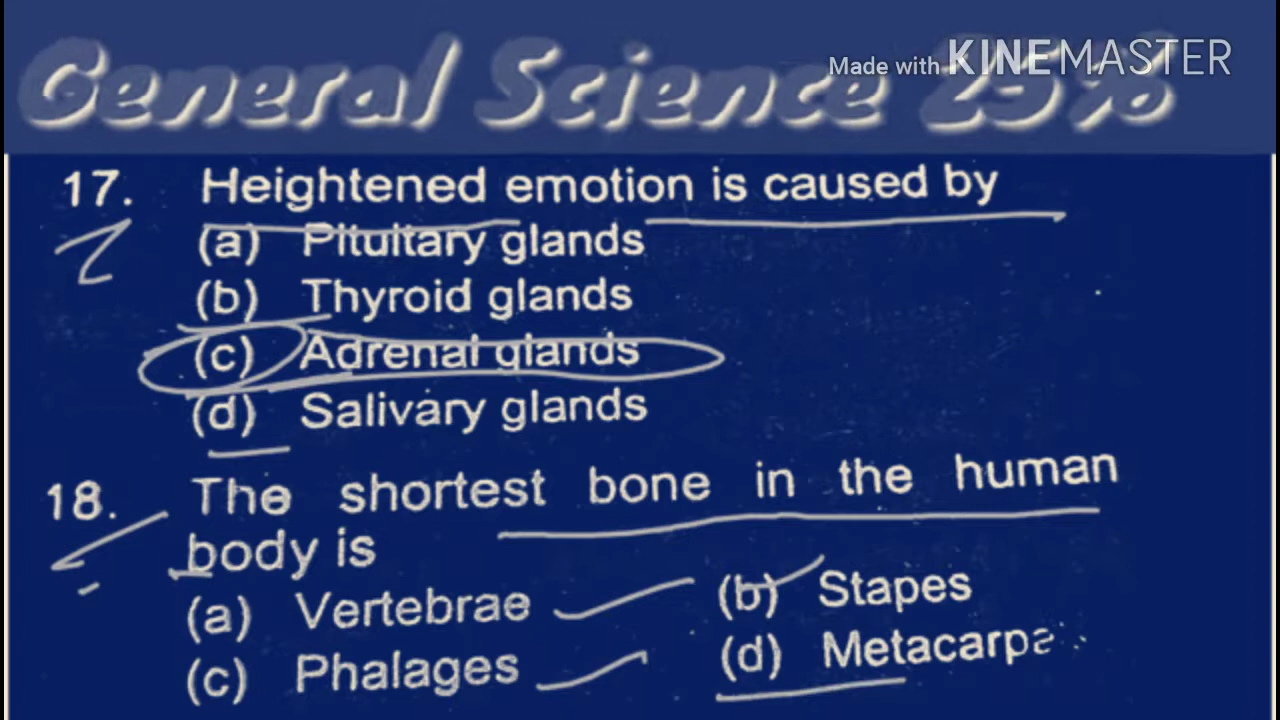 Made with KINEMASTER
General Science 25%
17. Heightened emotion is caused by
(a) Pituitary glands
(b) Thyroid glands
(c) Adrenal glands
(d) Salivary glands
18. The shortest bone in the human
body is
(a) Vertebrae (b) Stapes
(c) Phalages (d) Metacarpa